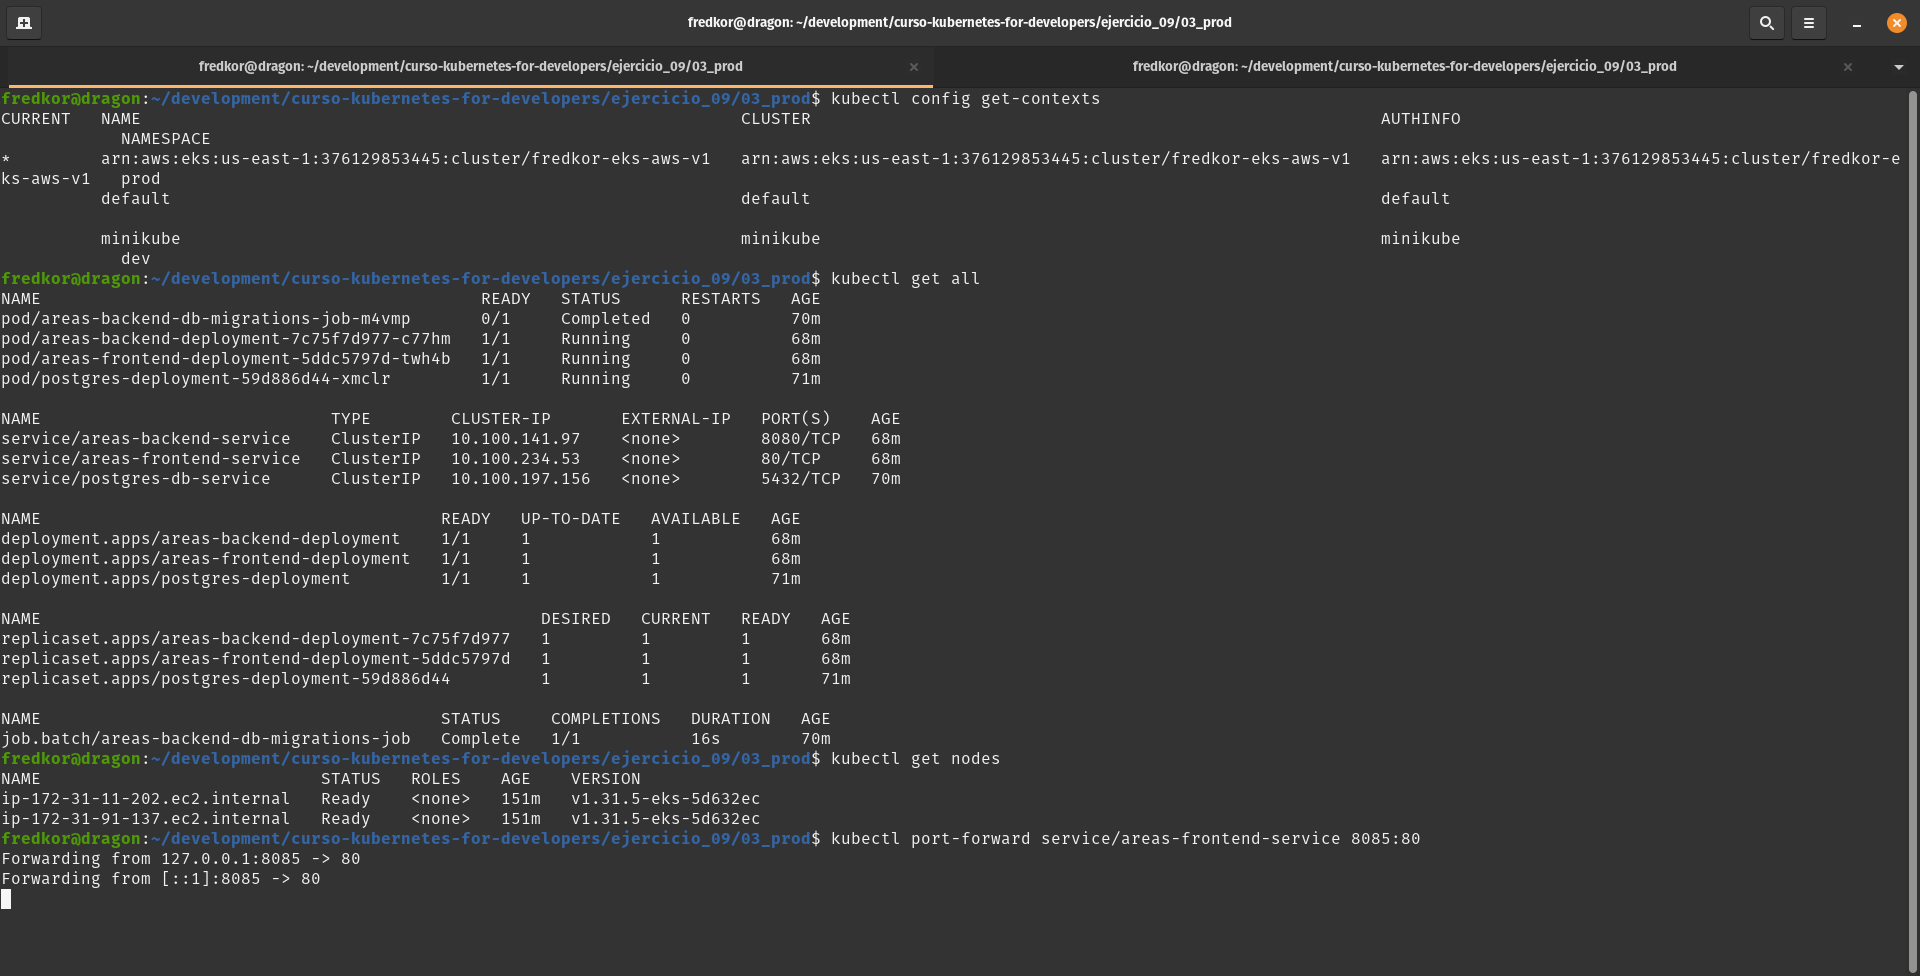 fredkor@dragon: ~/development/curso-kubernetes-for-developers/ejercicio_09/03_prod
fredkor@dragon: ~/development/curso-kubernetes-for-developers/ejercicio_09/03_prod
fredkor@dragon: ~/development/curso-kubernetes-for-developers/ejercicio_09/03_prod
fredkor@dragon:~/development/curso-kubernetes-for-developers/ejercicio_09/03_prod$ kubectl config get-contexts
CURRENT   NAME                                                            CLUSTER                                                         AUTHINFO
            NAMESPACE
*         arn:aws:eks:us-east-1:376129853445:cluster/fredkor-eks-aws-v1   arn:aws:eks:us-east-1:376129853445:cluster/fredkor-eks-aws-v1   arn:aws:eks:us-east-1:376129853445:cluster/fredkor-e
ks-aws-v1   prod
          default                                                         default                                                         default
          minikube                                                        minikube                                                        minikube
            dev
fredkor@dragon:~/development/curso-kubernetes-for-developers/ejercicio_09/03_prod$ kubectl get all
NAME                                            READY   STATUS      RESTARTS   AGE
pod/areas-backend-db-migrations-job-m4vmp       0/1     Completed   0          70m
pod/areas-backend-deployment-7c75f7d977-c77hm   1/1     Running     0          68m
pod/areas-frontend-deployment-5ddc5797d-twh4b   1/1     Running     0          68m
pod/postgres-deployment-59d886d44-xmclr         1/1     Running     0          71m
NAME                             TYPE        CLUSTER-IP       EXTERNAL-IP   PORT(S)    AGE
service/areas-backend-service    ClusterIP   10.100.141.97    <none>        8080/TCP   68m
service/areas-frontend-service   ClusterIP   10.100.234.53    <none>        80/TCP     68m
service/postgres-db-service      ClusterIP   10.100.197.156   <none>        5432/TCP   70m
NAME                                        READY   UP-TO-DATE   AVAILABLE   AGE
deployment.apps/areas-backend-deployment    1/1     1            1           68m
deployment.apps/areas-frontend-deployment   1/1     1            1           68m
deployment.apps/postgres-deployment         1/1     1            1           71m
NAME                                                  DESIRED   CURRENT   READY   AGE
replicaset.apps/areas-backend-deployment-7c75f7d977   1         1         1       68m
replicaset.apps/areas-frontend-deployment-5ddc5797d   1         1         1       68m
replicaset.apps/postgres-deployment-59d886d44         1         1         1       71m
NAME                                        STATUS     COMPLETIONS   DURATION   AGE
job.batch/areas-backend-db-migrations-job   Complete   1/1           16s        70m
fredkor@dragon:~/development/curso-kubernetes-for-developers/ejercicio_09/03_prod$ kubectl get nodes
NAME                            STATUS   ROLES    AGE    VERSION
ip-172-31-11-202.ec2.internal   Ready    <none>   151m   v1.31.5-eks-5d632ec
ip-172-31-91-137.ec2.internal   Ready    <none>   151m   v1.31.5-eks-5d632ec
fredkor@dragon:~/development/curso-kubernetes-for-developers/ejercicio_09/03_prod$ kubectl port-forward service/areas-frontend-service 8085:80
Forwarding from 127.0.0.1:8085 -> 80
Forwarding from [::1]:8085 -> 80